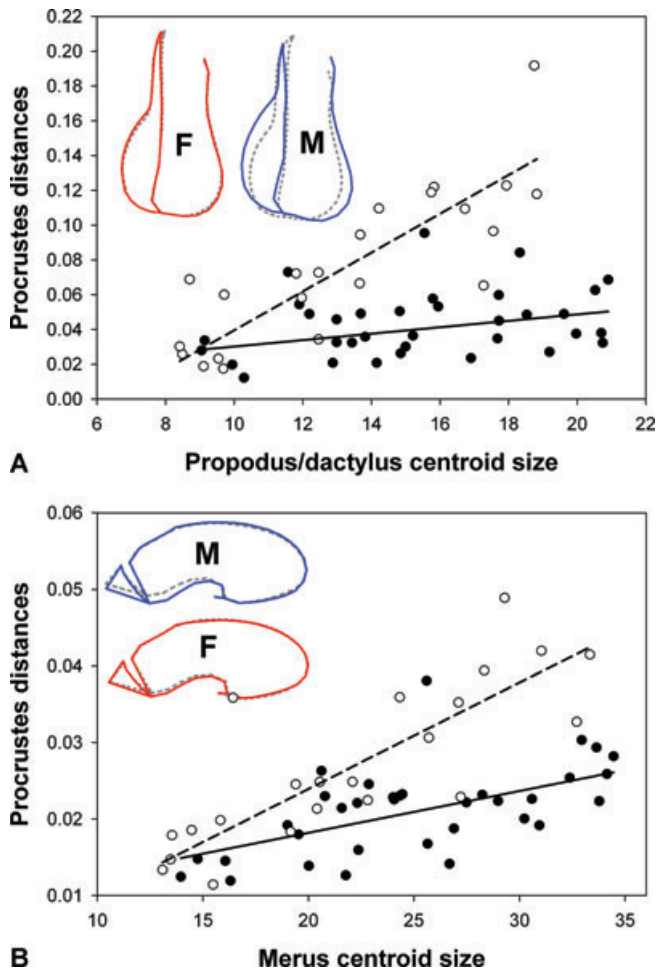 0.22
0.20
0.18
0.16
0.14
0.12
0.10
0.08
0.06
0.04
0.02
0.00
Procrustes distances
F M
6 8 10 12 14 16 18 20 22
A Propodus/dactylus centroid size
0.06
0.05
0.04
0.03
0.02
0.01
Procrustes distances
M
F
10 15 20 25 30 35
B Merus centroid size